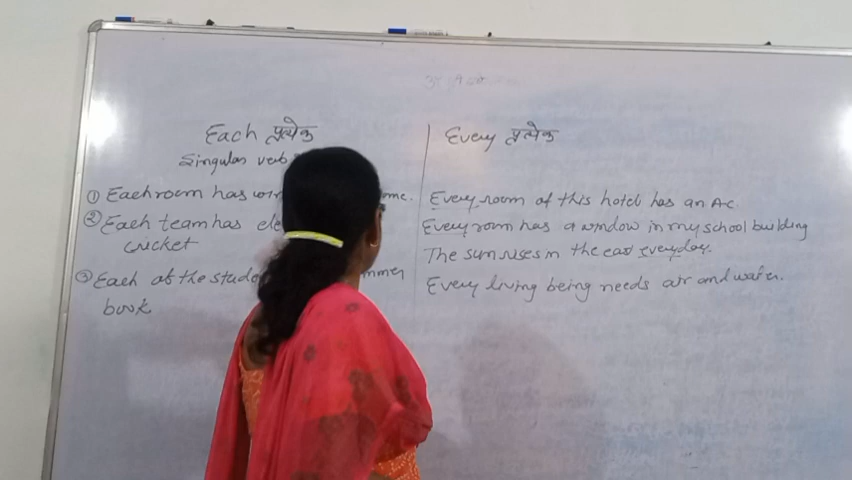 Each प्रत्येक
Singular verb
① Each room has
② Each team has
cricket
③ Each of the
book
Every प्रत्येक
Every room of this hotel has an A.c.
Every room has a window in my school building
The sun rises in the east everyday.
Every living being needs air and water.